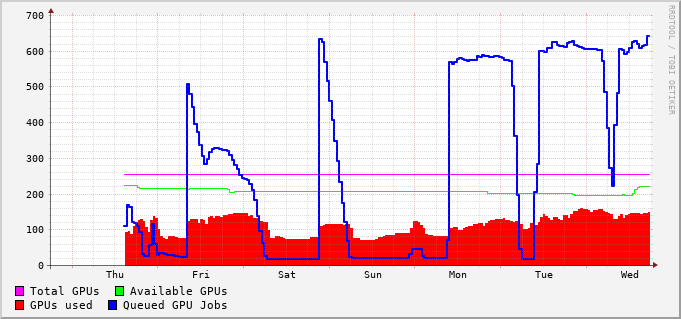 700
600
500
400
300
200
100
0
Thu Fri Sat Sun Mon Tue Wed
Total GPUs Available GPUs
GPUs used Queued GPU Jobs
RRDTOOL / TOBI OETIKER